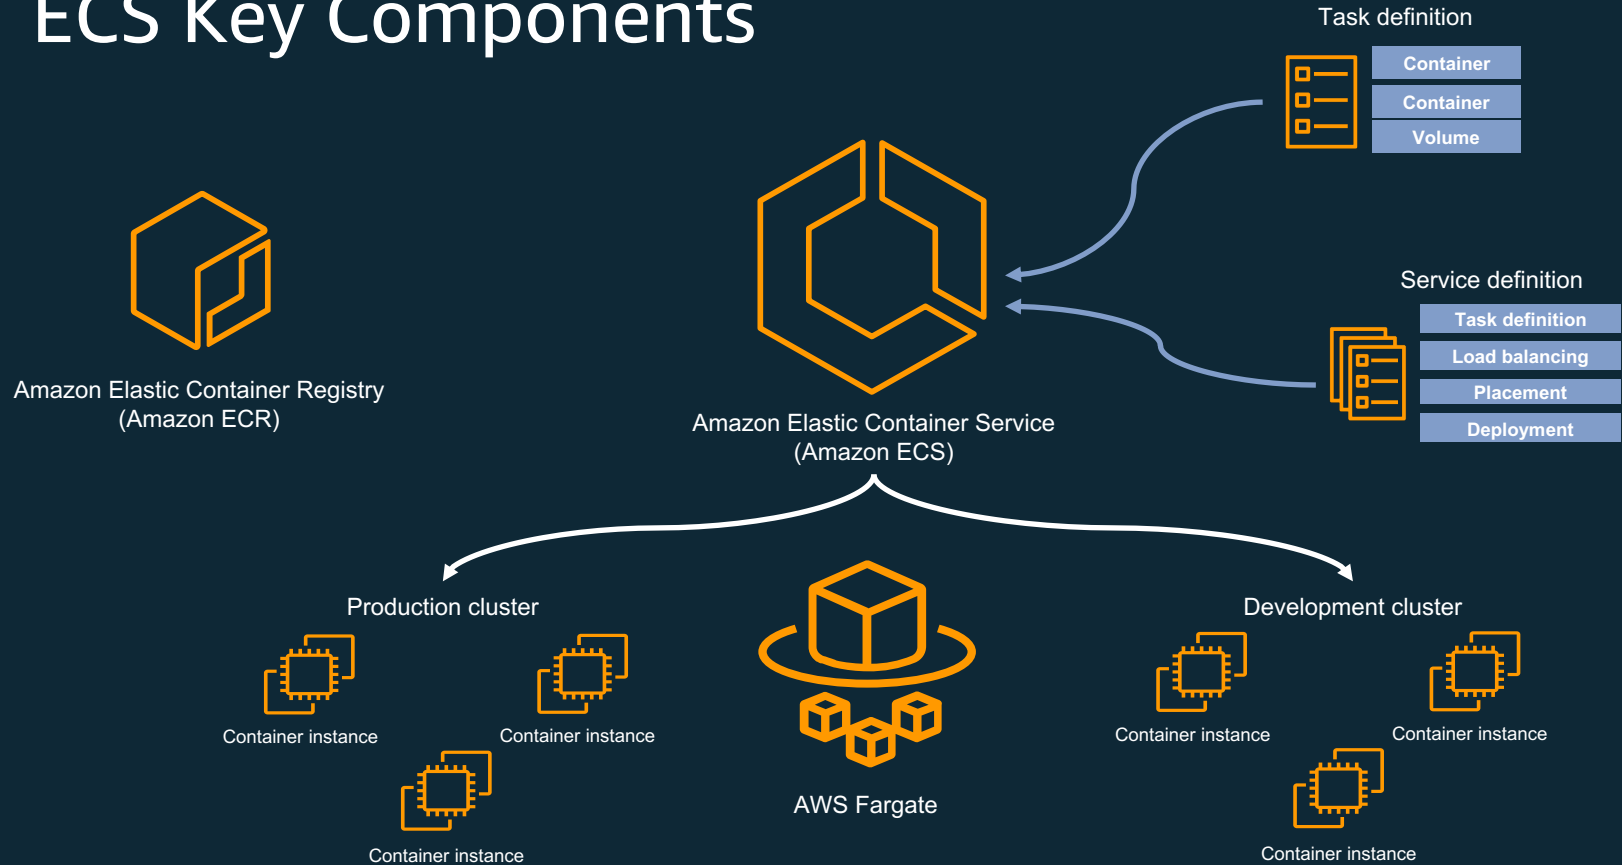 ECS Key Components
Task definition
Container
Container
Volume
Service definition
Task definition
Load balancing
Placement
Deployment
Amazon Elastic Container Registry
(Amazon ECR)
Amazon Elastic Container Service
(Amazon ECS)
Production cluster
Container instance
Container instance
Container instance
AWS Fargate
Development cluster
Container instance
Container instance
Container instance